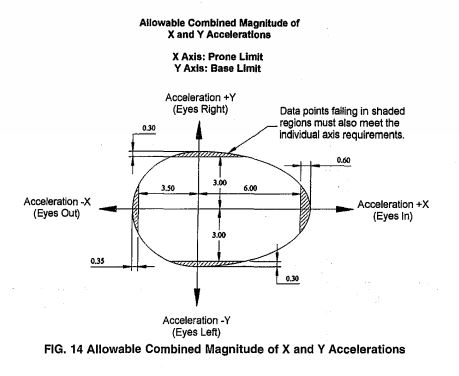 Allowable Combined Magnitude of
X and Y Accelerations
X Axis: Prone Limit
Y Axis: Base Limit
Acceleration +Y
(Eyes Right)
Data points falling in shaded
regions must also meet the
individual axis requirements.
0.30
0.60
3.50
3.00
6.00
Acceleration -X
(Eyes Out)
Acceleration +X
(Eyes In)
3.00
0.35
0.30
Acceleration -Y
(Eyes Left)
FIG. 14 Allowable Combined Magnitude of X and Y Accelerations